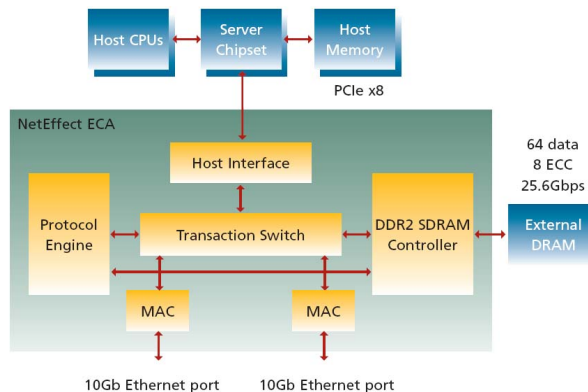 Host CPUs
Server
Chipset
Host
Memory
PCIe x8
NetEffect ECA
64 data
8 ECC
25.6Gbps
Host Interface
Protocol
Engine
Transaction Switch
DDR2 SDRAM
Controller
External
DRAM
MAC
MAC
10Gb Ethernet port
10Gb Ethernet port